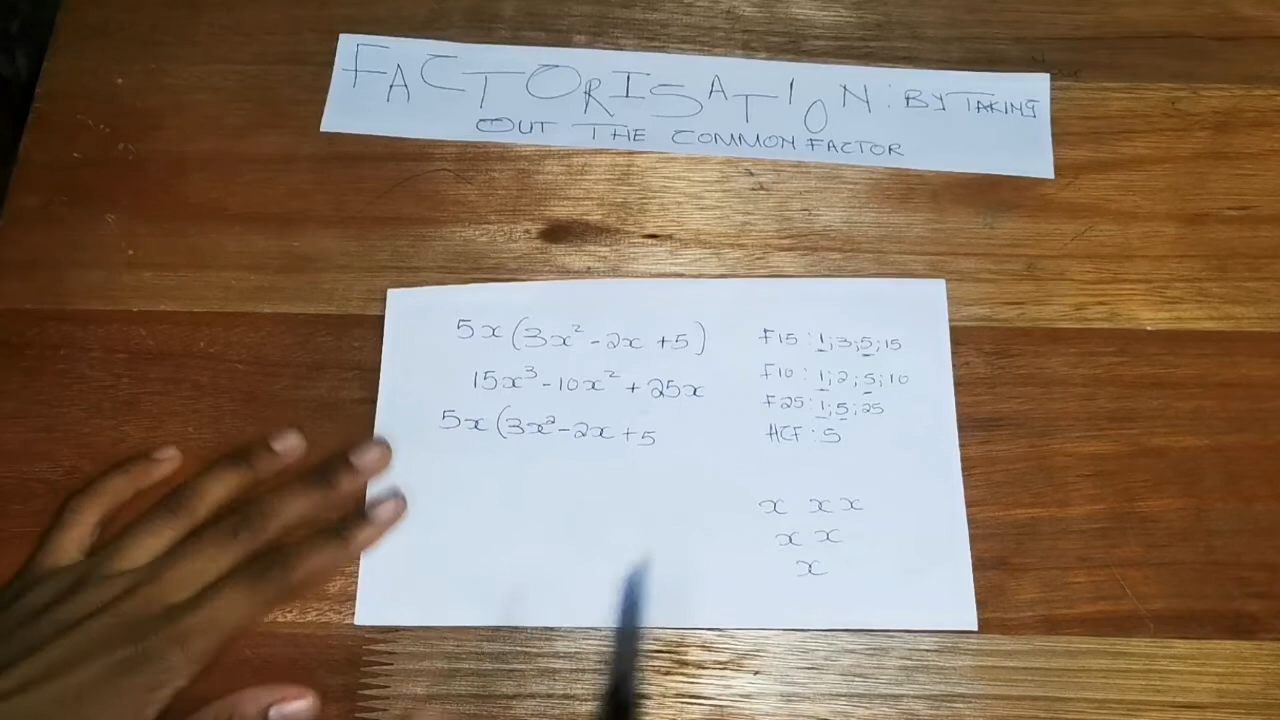 FACTORISATION: BY TAKING
OUT THE COMMON FACTOR
5x(3x²-2x+5)
15x³-10x²+25x
5x(3x²-2x+5
F15:1;3;5;15
F10:1;2;5;10
F25:1;5;25
HCF:5
x x x
x x
x